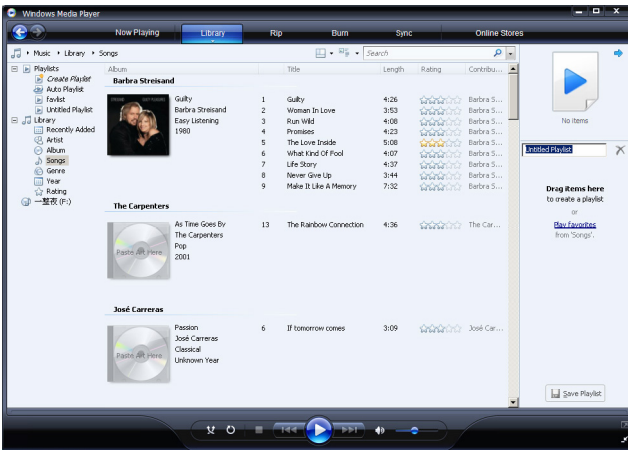 Windows Media Player
Now Playing Library Rip Burn Sync Online Stores
Music Library Songs Search
Playlists
Create Playlist
Auto Playlist
favlist
Untitled Playlist
Library
Recently Added
Artist
Album
Songs
Genre
Year
Rating
一整夜 (F:)
Album Title Length Rating Contribu...
Barbra Streisand
Guilty
Barbra Streisand
Easy Listening
1980
1 Guilty 4:26 Barbra S...
2 Woman In Love 3:53 Barbra S...
3 Run Wild 4:08 Barbra S...
4 Promises 4:23 Barbra S...
5 The Love Inside 5:08 Barbra S...
6 What Kind Of Fool 4:07 Barbra S...
7 Life Story 4:37 Barbra S...
8 Never Give Up 3:44 Barbra S...
9 Make It Like A Memory 7:32 Barbra S...
The Carpenters
Paste Art Here
As Time Goes By
The Carpenters
Pop
2001
13 The Rainbow Connection 4:36 The Car...
José Carreras
Paste Art Here
Passion
José Carreras
Classical
Unknown Year
6 If tomorrow comes 3:09 José Car...
No items
Untitled Playlist
Drag items here
to create a playlist
or
Play favorites
from 'Songs'.
Save Playlist